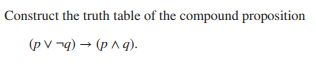 Construct the truth table of the compound proposition
(p ∨ ¬q) → (p ∧ q).